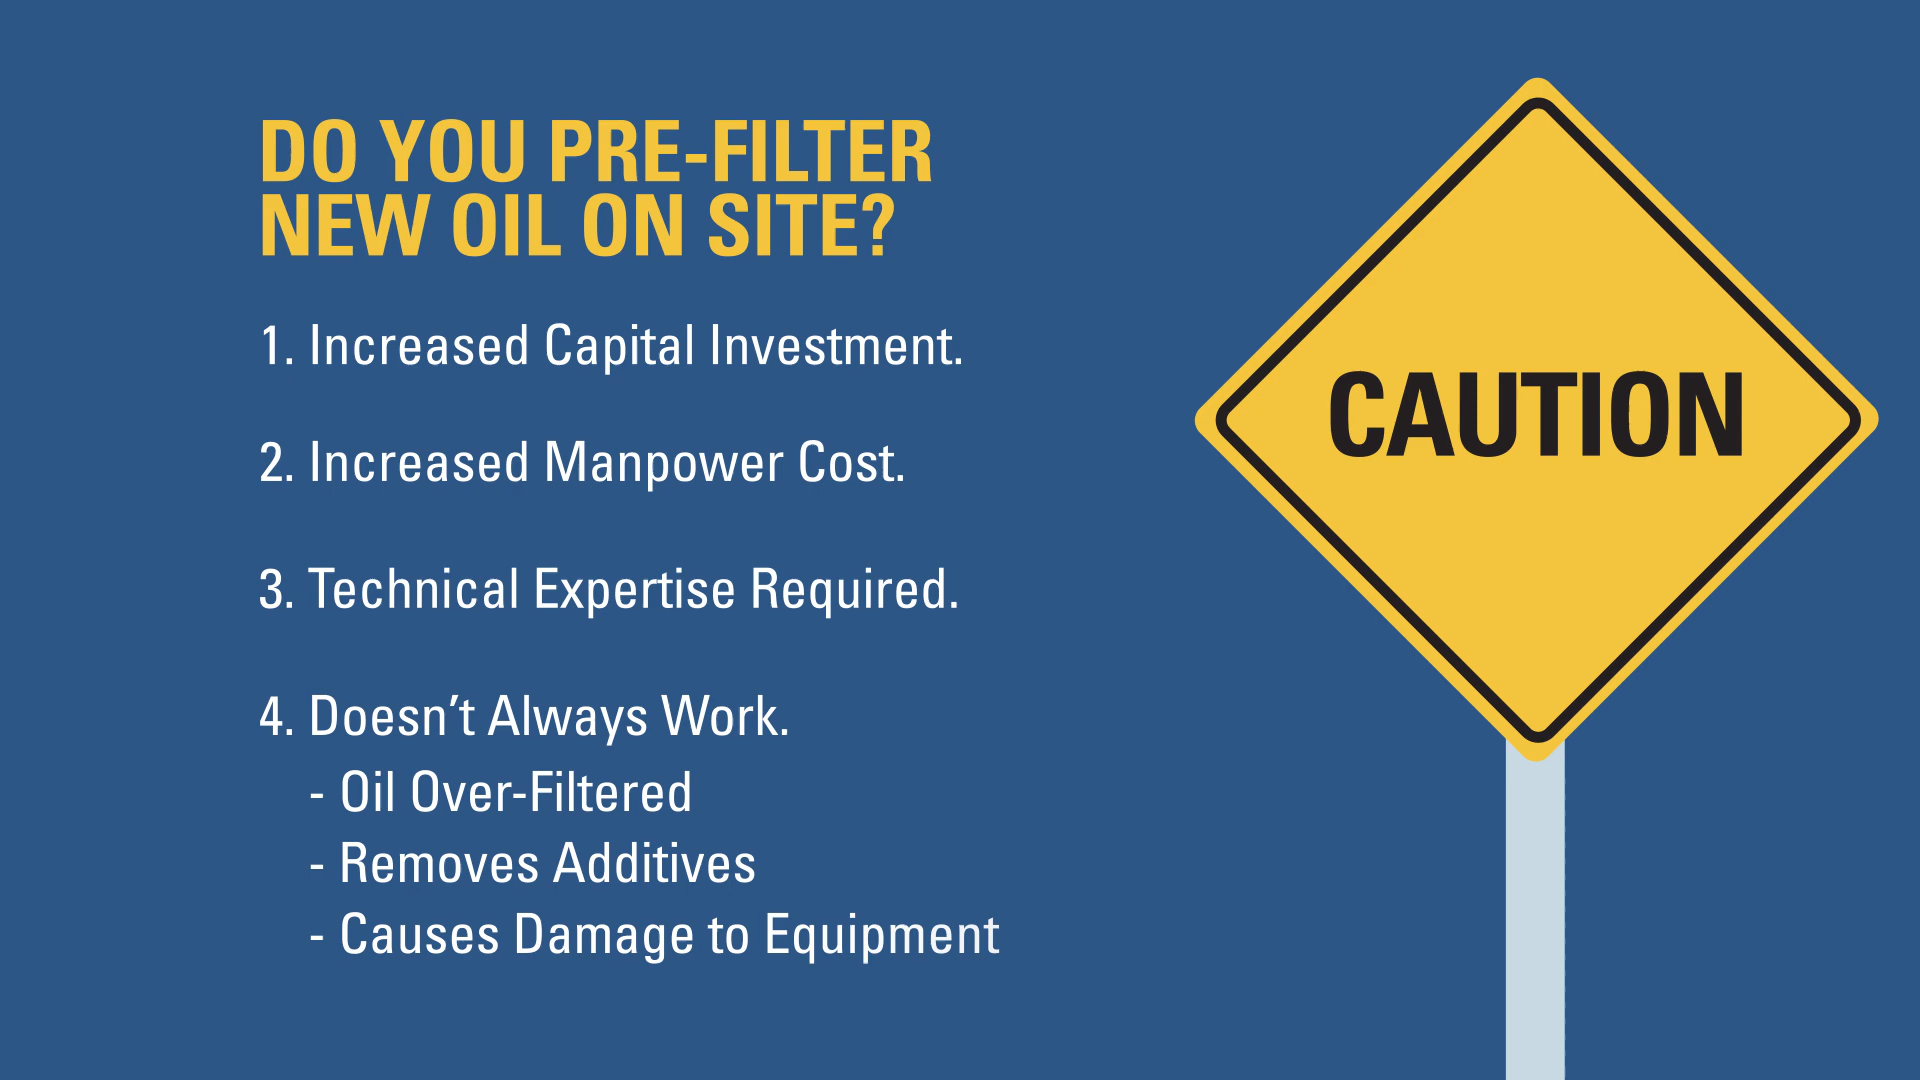 DO YOU PRE-FILTER
NEW OIL ON SITE?
1. Increased Capital Investment.
2. Increased Manpower Cost.
3. Technical Expertise Required.
4. Doesn’t Always Work.
- Oil Over-Filtered
- Removes Additives
- Causes Damage to Equipment
CAUTION